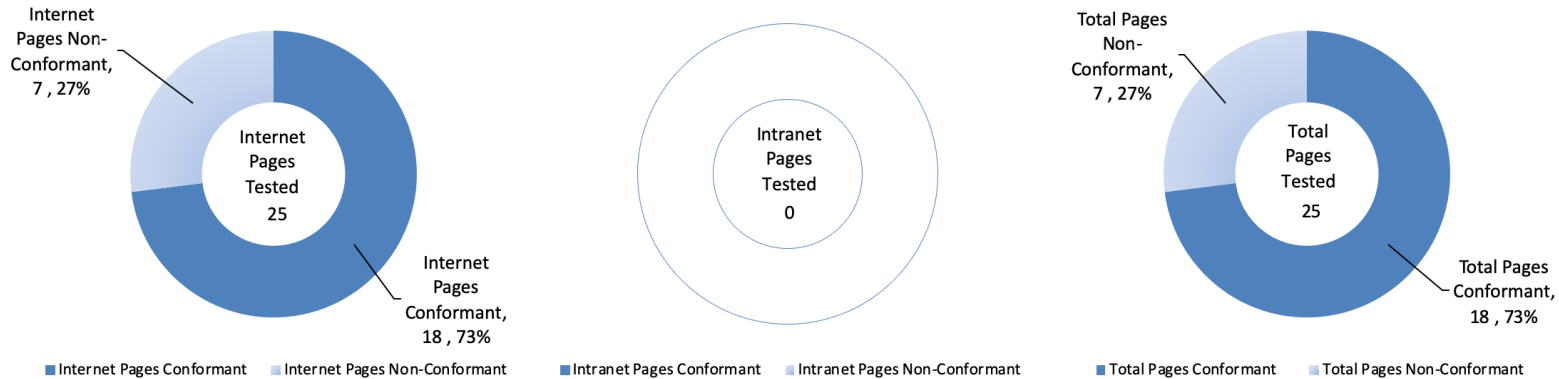 Internet
Pages Non-
Conformant,
7 , 27%
Internet
Pages
Tested
25
Internet
Pages
Conformant,
18 , 73%
Internet Pages Conformant
Internet Pages Non-Conformant
Intranet
Pages
Tested
0
Intranet Pages Conformant
Intranet Pages Non-Conformant
Total Pages
Non-
Conformant,
7 , 27%
Total
Pages
Tested
25
Total Pages
Conformant,
18 , 73%
Total Pages Conformant
Total Pages Non-Conformant